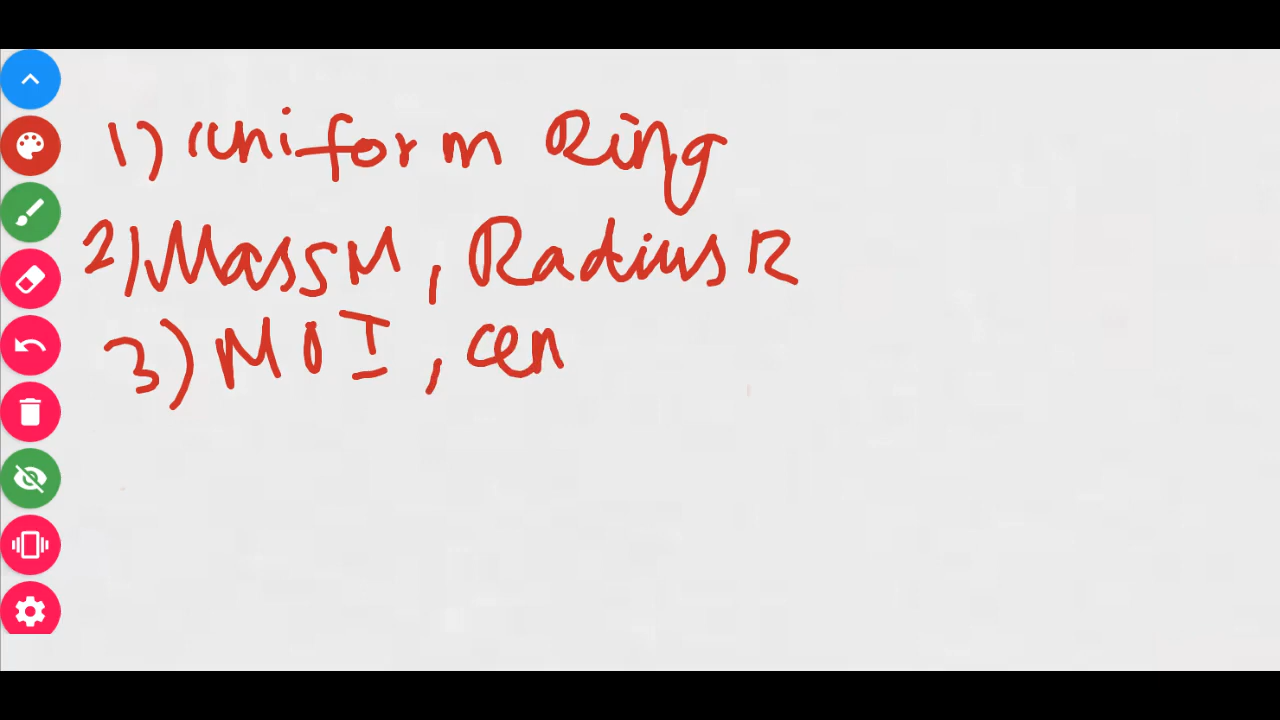 1) Uniform Ring
2) Mass M, Radius R
3) MOI, cen